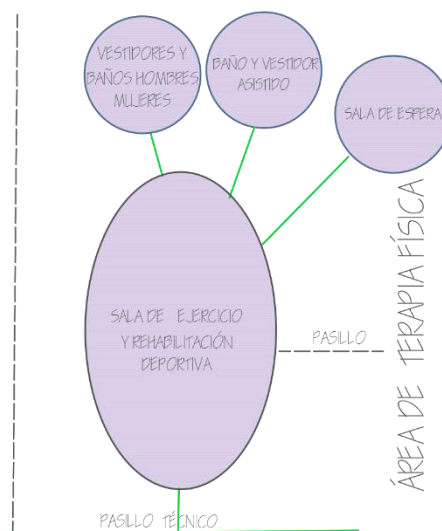 VESTIDORES Y
BAÑOS HOMBRES
MUJERES
BAÑO Y VESTIDOR
ASISTIDO
SALA DE ESPERA
SALA DE EJERCICIO
Y REHABILITACIÓN
DEPORTIVA
PASILLO
ÁREA DE TERAPIA FÍSICA
PASILLO TÉCNICO